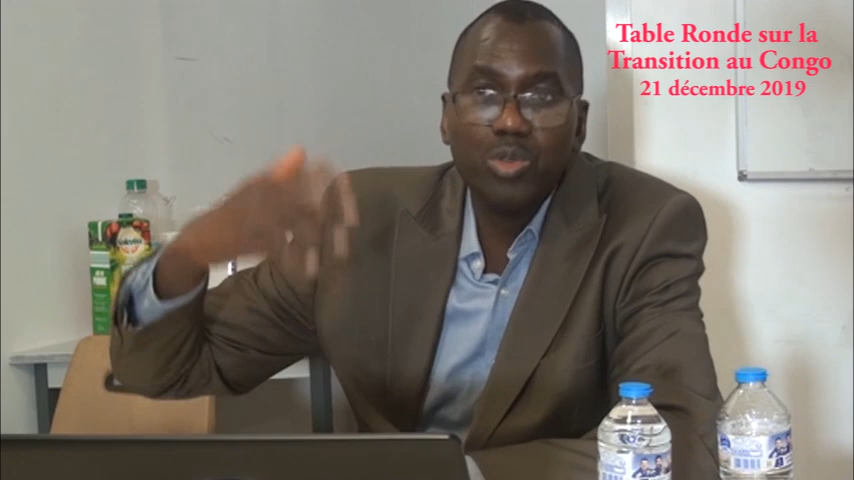 Table Ronde sur la
Transition au Congo
21 décembre 2019